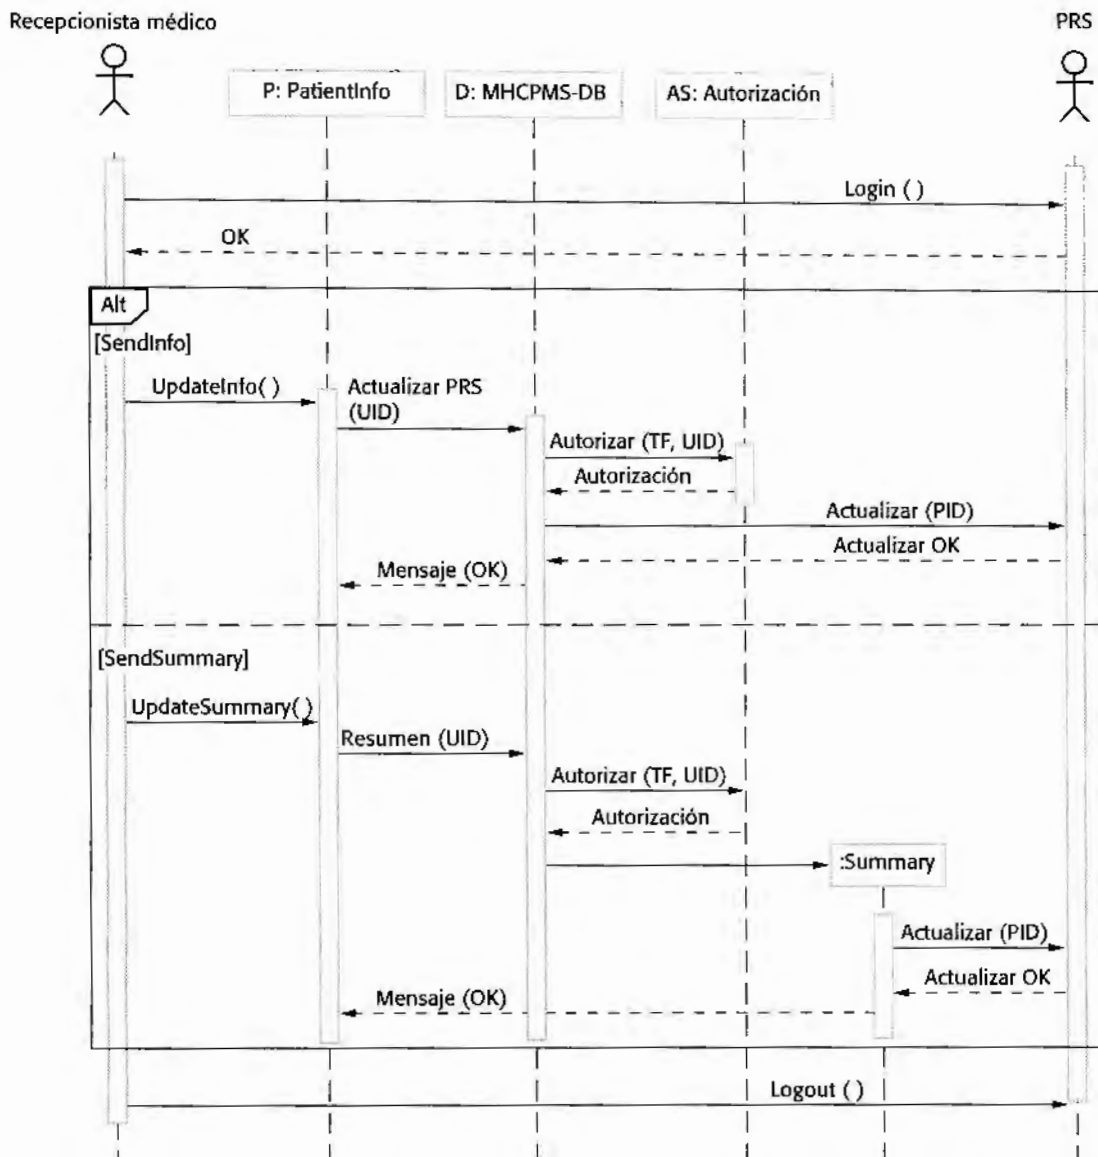 Recepcionista médico
PRS
P: PatientInfo
D: MHCPMS-DB
AS: Autorización
Login ( )
OK
Alt
[SendInfo]
UpdateInfo( )
Actualizar PRS
(UID)
Autorizar (TF, UID)
Autorización
Actualizar (PID)
Actualizar OK
Mensaje (OK)
[SendSummary]
UpdateSummary( )
Resumen (UID)
Autorizar (TF, UID)
Autorización
:Summary
Actualizar (PID)
Actualizar OK
Mensaje (OK)
Logout ( )